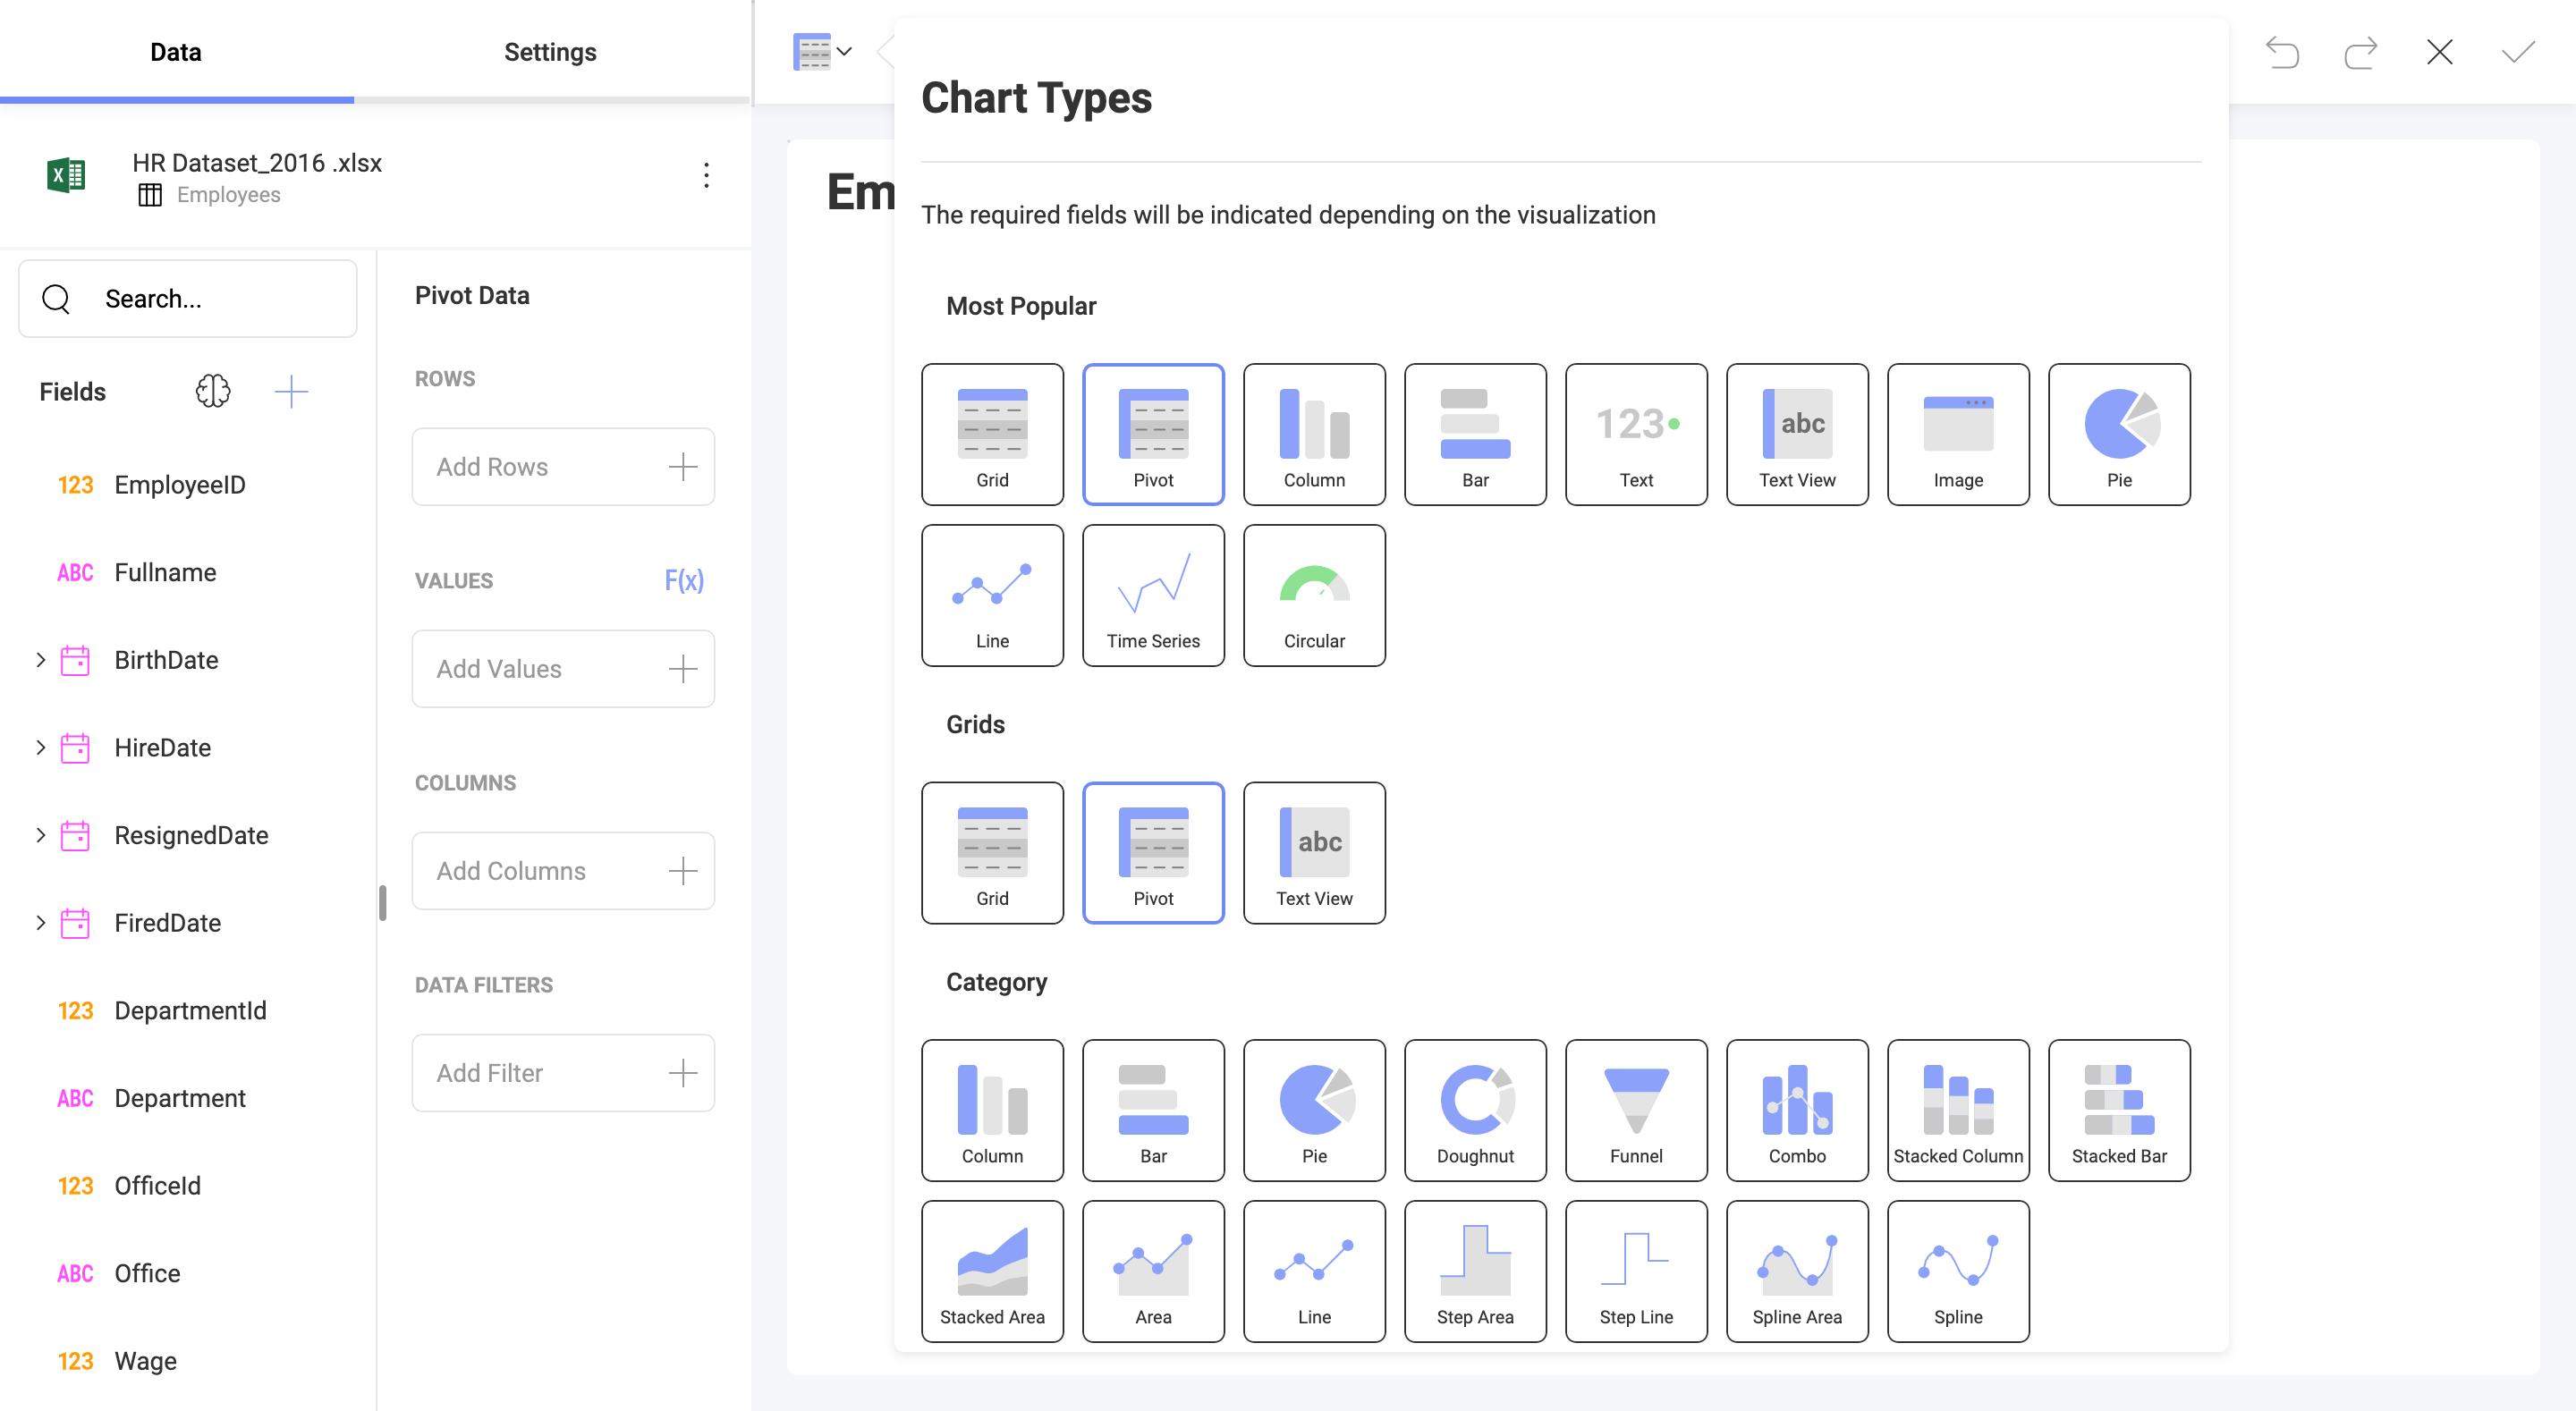 Data
Settings
HR Dataset_2016 .xlsx
Employees
Search...
Fields
123 EmployeeID
ABC Fullname
BirthDate
HireDate
ResignedDate
FiredDate
123 DepartmentId
ABC Department
123 OfficeId
ABC Office
123 Wage
Pivot Data
ROWS
Add Rows
VALUES F(x)
Add Values
COLUMNS
Add Columns
DATA FILTERS
Add Filter
Em
Chart Types
The required fields will be indicated depending on the visualization
Most Popular
123
abc
Grid Pivot Column Bar Text Text View Image Pie
Line Time Series Circular
Grids
abc
Grid Pivot Text View
Category
Column Bar Pie Doughnut Funnel Combo Stacked Column Stacked Bar
Stacked Area Area Line Step Area Step Line Spline Area Spline